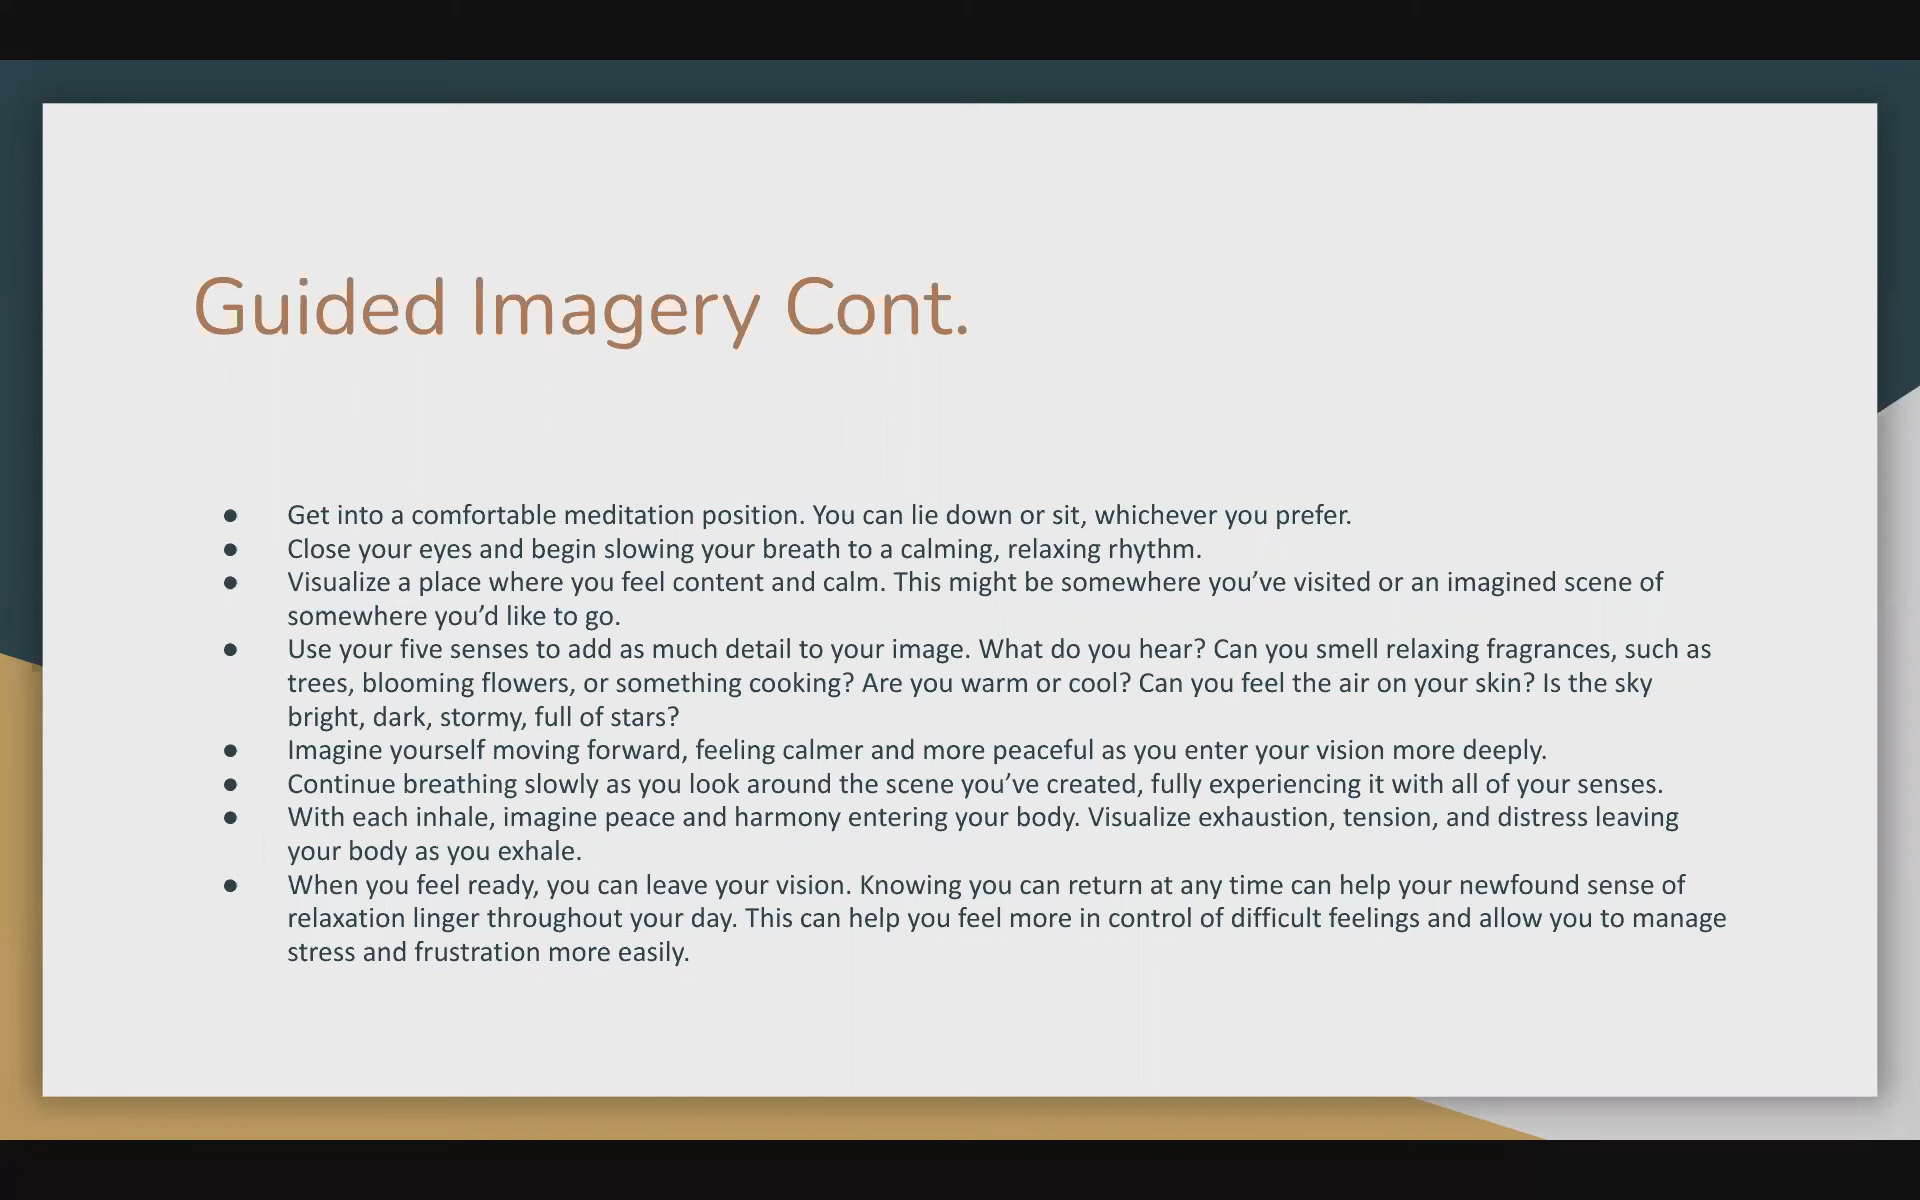 Guided Imagery Cont.
● Get into a comfortable meditation position. You can lie down or sit, whichever you prefer.
● Close your eyes and begin slowing your breath to a calming, relaxing rhythm.
● Visualize a place where you feel content and calm. This might be somewhere you’ve visited or an imagined scene of
somewhere you’d like to go.
● Use your five senses to add as much detail to your image. What do you hear? Can you smell relaxing fragrances, such as
trees, blooming flowers, or something cooking? Are you warm or cool? Can you feel the air on your skin? Is the sky
bright, dark, stormy, full of stars?
● Imagine yourself moving forward, feeling calmer and more peaceful as you enter your vision more deeply.
● Continue breathing slowly as you look around the scene you’ve created, fully experiencing it with all of your senses.
● With each inhale, imagine peace and harmony entering your body. Visualize exhaustion, tension, and distress leaving
your body as you exhale.
● When you feel ready, you can leave your vision. Knowing you can return at any time can help your newfound sense of
relaxation linger throughout your day. This can help you feel more in control of difficult feelings and allow you to manage
stress and frustration more easily.